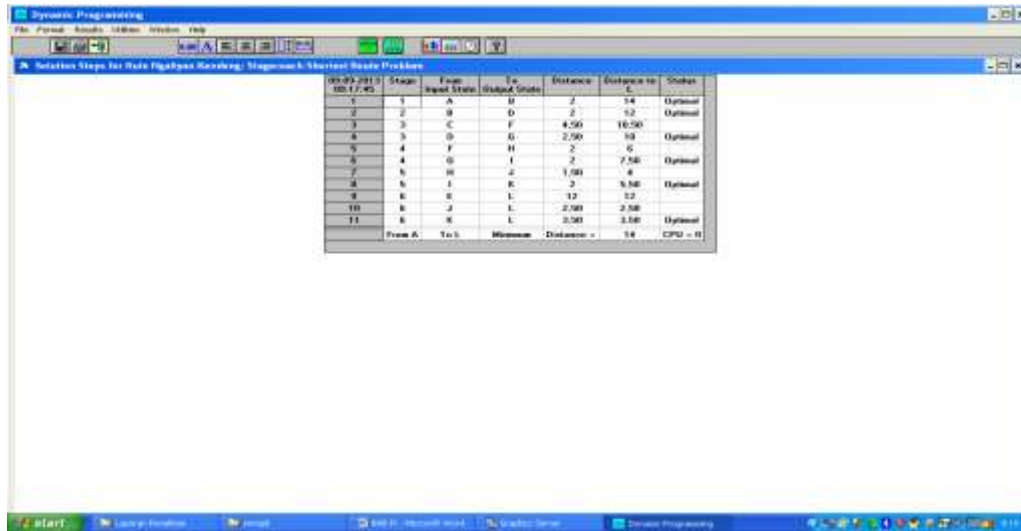 Dynamic Programming
File Format Results Utilities Window Help
Solution Steps for Rute Ngaliyan Kendeng: Stagecoach (Shortest Route) Problem
09-09-2013 Stage From To Distance Distance to Status
Input State Output State L
1 1 A B 2 14 Optimal
2 2 B D 2 12 Optimal
3 3 C F 4.50 10.50
4 3 D G 2.50 10 Optimal
5 4 F H 2 6
6 4 G I 2 7.50 Optimal
7 5 H J 1.50 4
8 5 I K 2 5.50 Optimal
9 6 E L 12 12
10 6 J L 2.50 2.50
11 6 K L 3.50 3.50 Optimal
From A To L Minimum Distance = 14 CPU = 0
start
Dynamic Programming